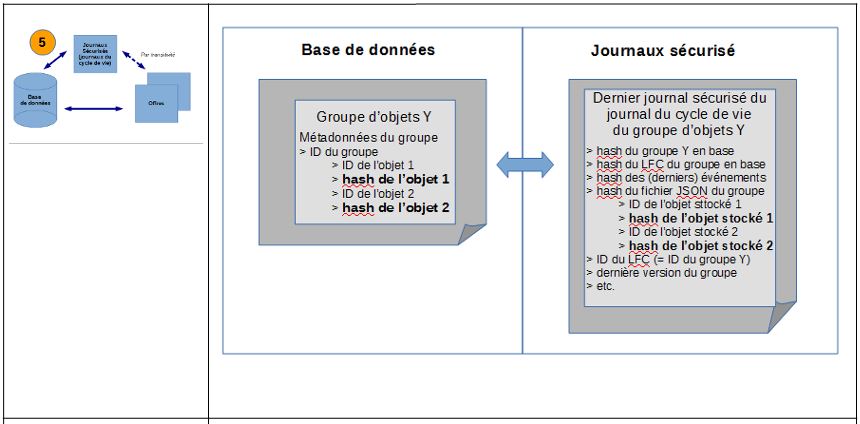 5
Journaux
Sécurisés
(journaux du
cycle de vie)
Par transitivité
Base
de données
Offres
Base de données
Journaux sécurisé
Groupe d'objets Y
Métadonnées du groupe
> ID du groupe
> ID de l'objet 1
> hash de l'objet 1
> ID de l'objet 2
> hash de l'objet 2
Dernier journal sécurisé du
journal du cycle de vie
du groupe d'objets Y
> hash du groupe Y en base
> hash du LFC du groupe en base
> hash des (derniers) événements
> hash du fichier JSON du groupe
> ID de l'objet sttocké 1
> hash de l'objet stocké 1
> ID de l'objet stocké 2
> hash de l'objet stocké 2
> ID du LFC (= ID du groupe Y)
> dernière version du groupe
> etc.